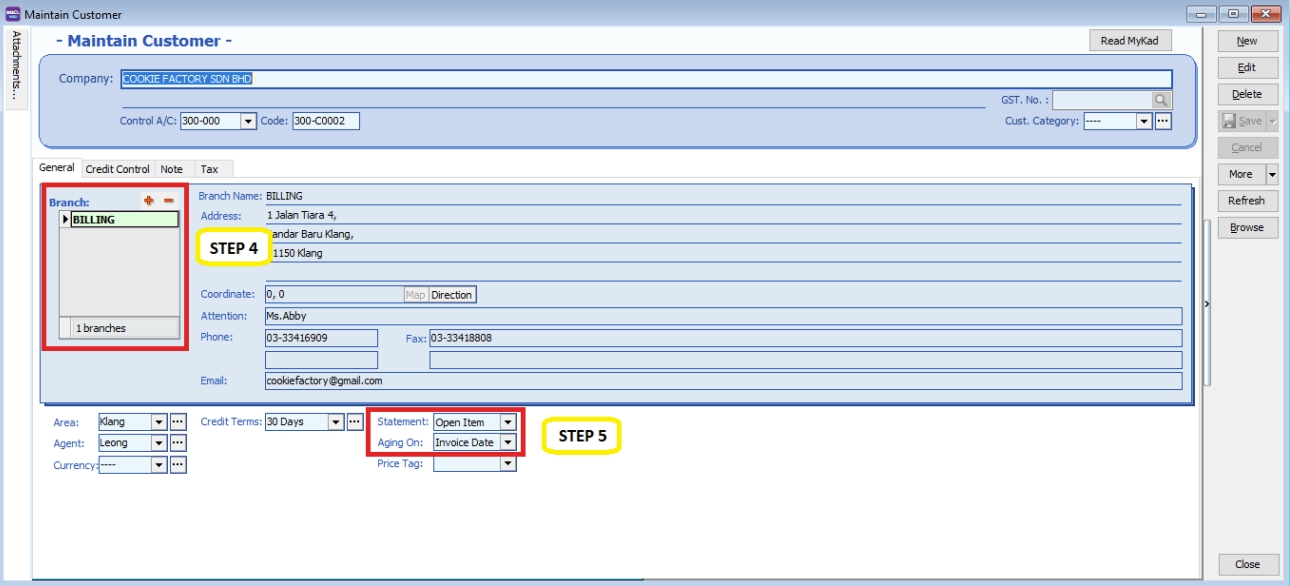 Maintain Customer
Attachments...
- Maintain Customer -
Read MyKad
Company: COOKIE FACTORY SDN BHD
GST. No. :
Control A/C: 300-000 Code: 300-C0002 Cust. Category: ----
General Credit Control Note Tax
Branch:
BILLING
1 branches
STEP 4
Branch Name: BILLING
Address: 1 Jalan Tiara 4,
andar Baru Klang,
1150 Klang
Coordinate: 0, 0 Map Direction
Attention: Ms.Abby
Phone: 03-33416909 Fax: 03-33418808
Email: cookiefactory@gmail.com
Area: Klang ... Credit Terms: 30 Days ... Statement: Open Item
Agent: Leong ... Aging On: Invoice Date
Currency: ---- ... Price Tag:
STEP 5
New
Edit
Delete
Save
Cancel
More
Refresh
Browse
Close